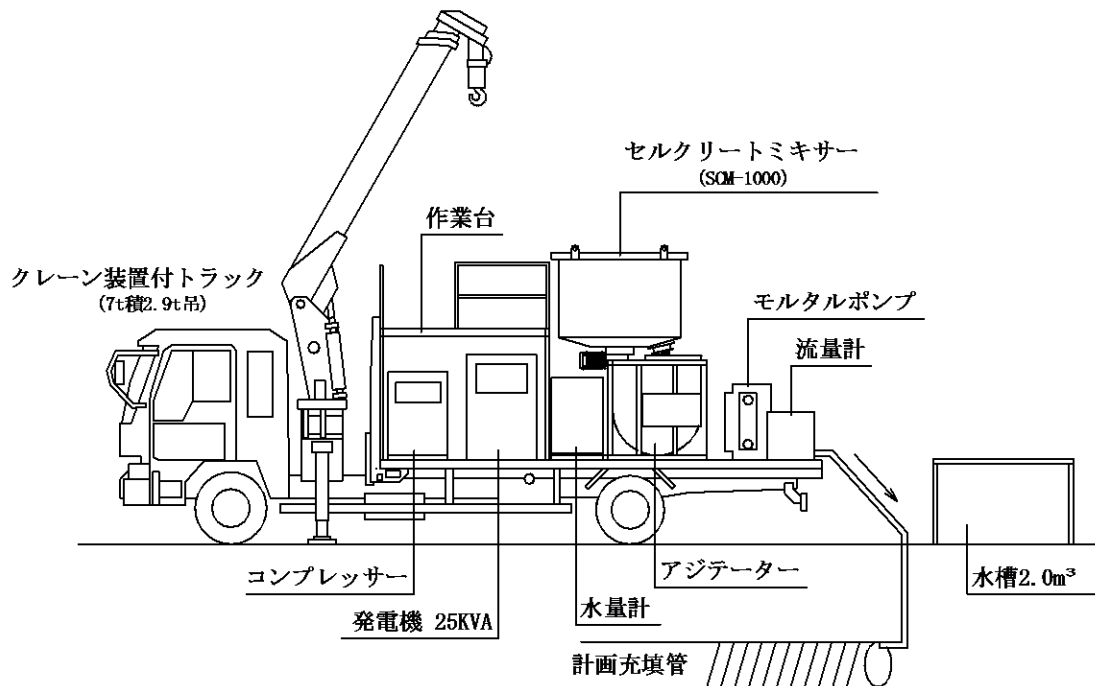 セルクリートミキサー
(SCM-1000)
作業台
クレーン装置付トラック
(7t積2.9t吊)
モルタルポンプ
流量計
コンプレッサー
発電機 25KVA
水量計
アジテーター
水槽2.0m³
計画充填管